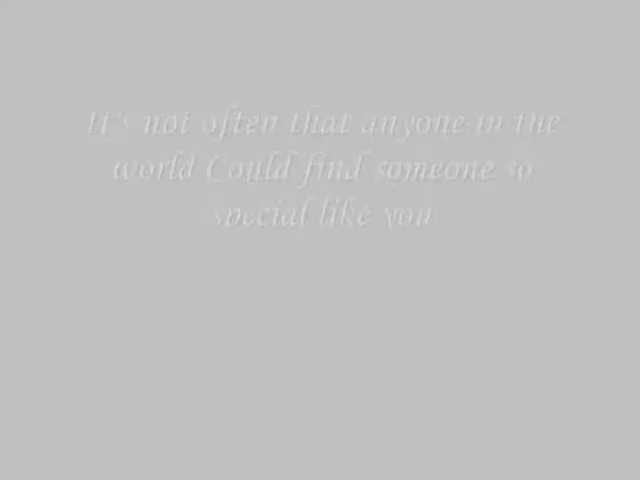 It's not often that anyone in the
world Could find someone so
special like you